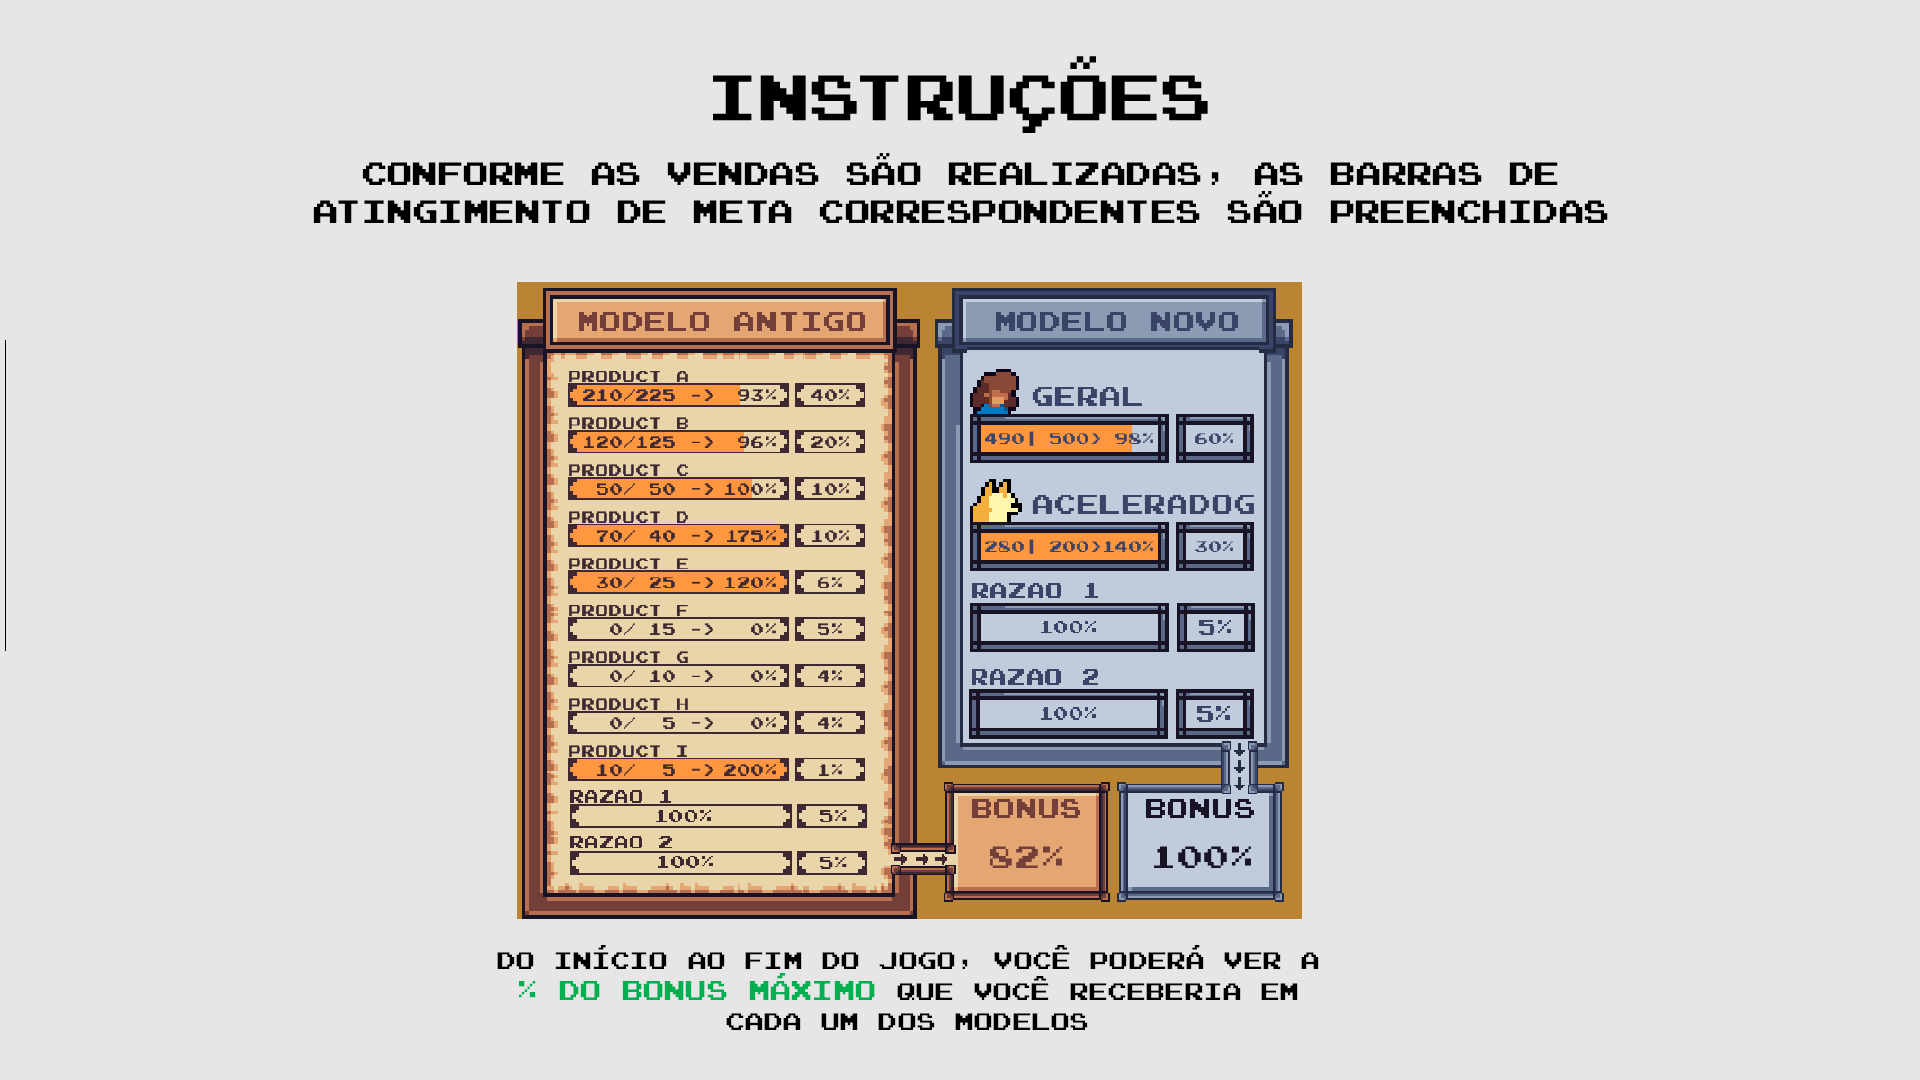 INSTRUÇÕES
CONFORME AS VENDAS SÃO REALIZADAS, AS BARRAS DE
ATINGIMENTO DE META CORRESPONDENTES SÃO PREENCHIDAS
MODELO ANTIGO
PRODUCT A
210/225 -> 93% 40%
PRODUCT B
120/125 -> 96% 20%
PRODUCT C
50/ 50 -> 100% 10%
PRODUCT D
70/ 40 -> 175% 10%
PRODUCT E
30/ 25 -> 120% 6%
PRODUCT F
0/ 15 -> 0% 5%
PRODUCT G
0/ 10 -> 0% 4%
PRODUCT H
0/ 5 -> 0% 4%
PRODUCT I
10/ 5 -> 200% 1%
RAZAO 1
100% 5%
RAZAO 2
100% 5%
MODELO NOVO
GERAL
490| 500> 98% 60%
ACELERADOG
280| 200>140% 30%
RAZAO 1
100% 5%
RAZAO 2
100% 5%
BONUS
82%
BONUS
100%
DO INÍCIO AO FIM DO JOGO, VOCÊ PODERÁ VER A
% DO BONUS MÁXIMO QUE VOCÊ RECEBERIA EM
CADA UM DOS MODELOS